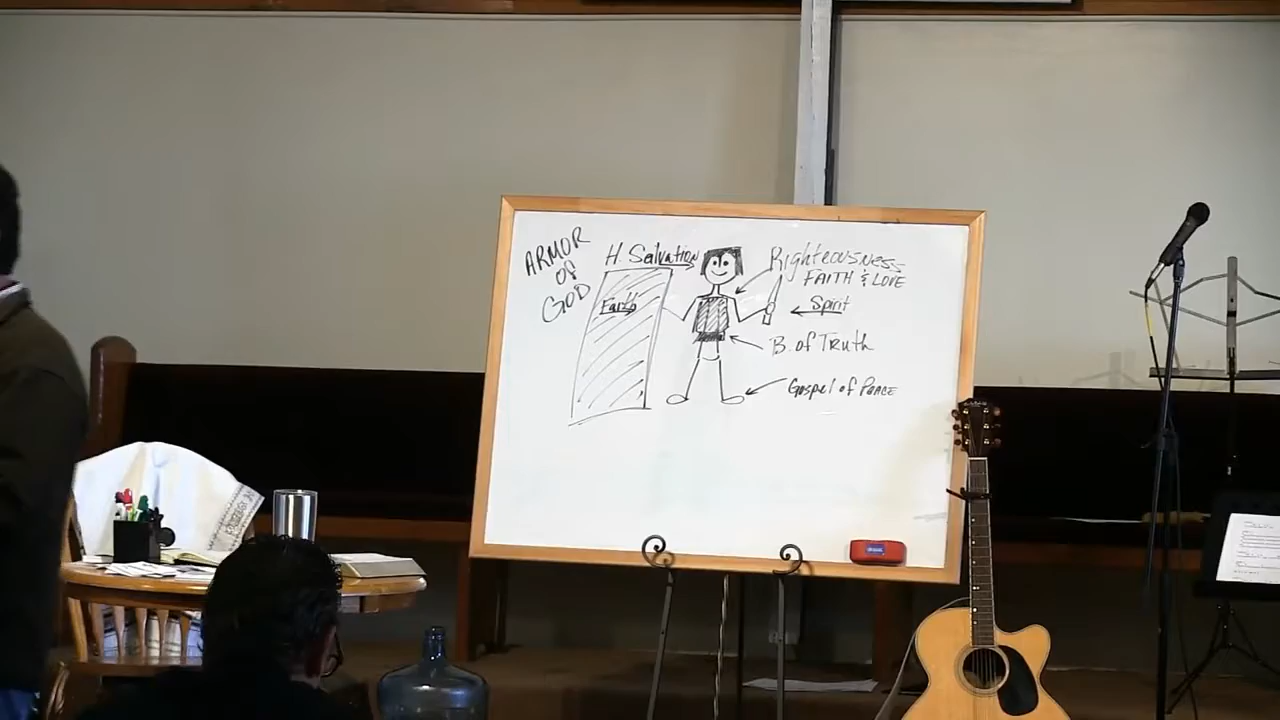 ARMOR
OF
GOD
H. Salvation
Righteousness
FAITH & LOVE
Faith
Spirit
B. of Truth
Gospel of Peace